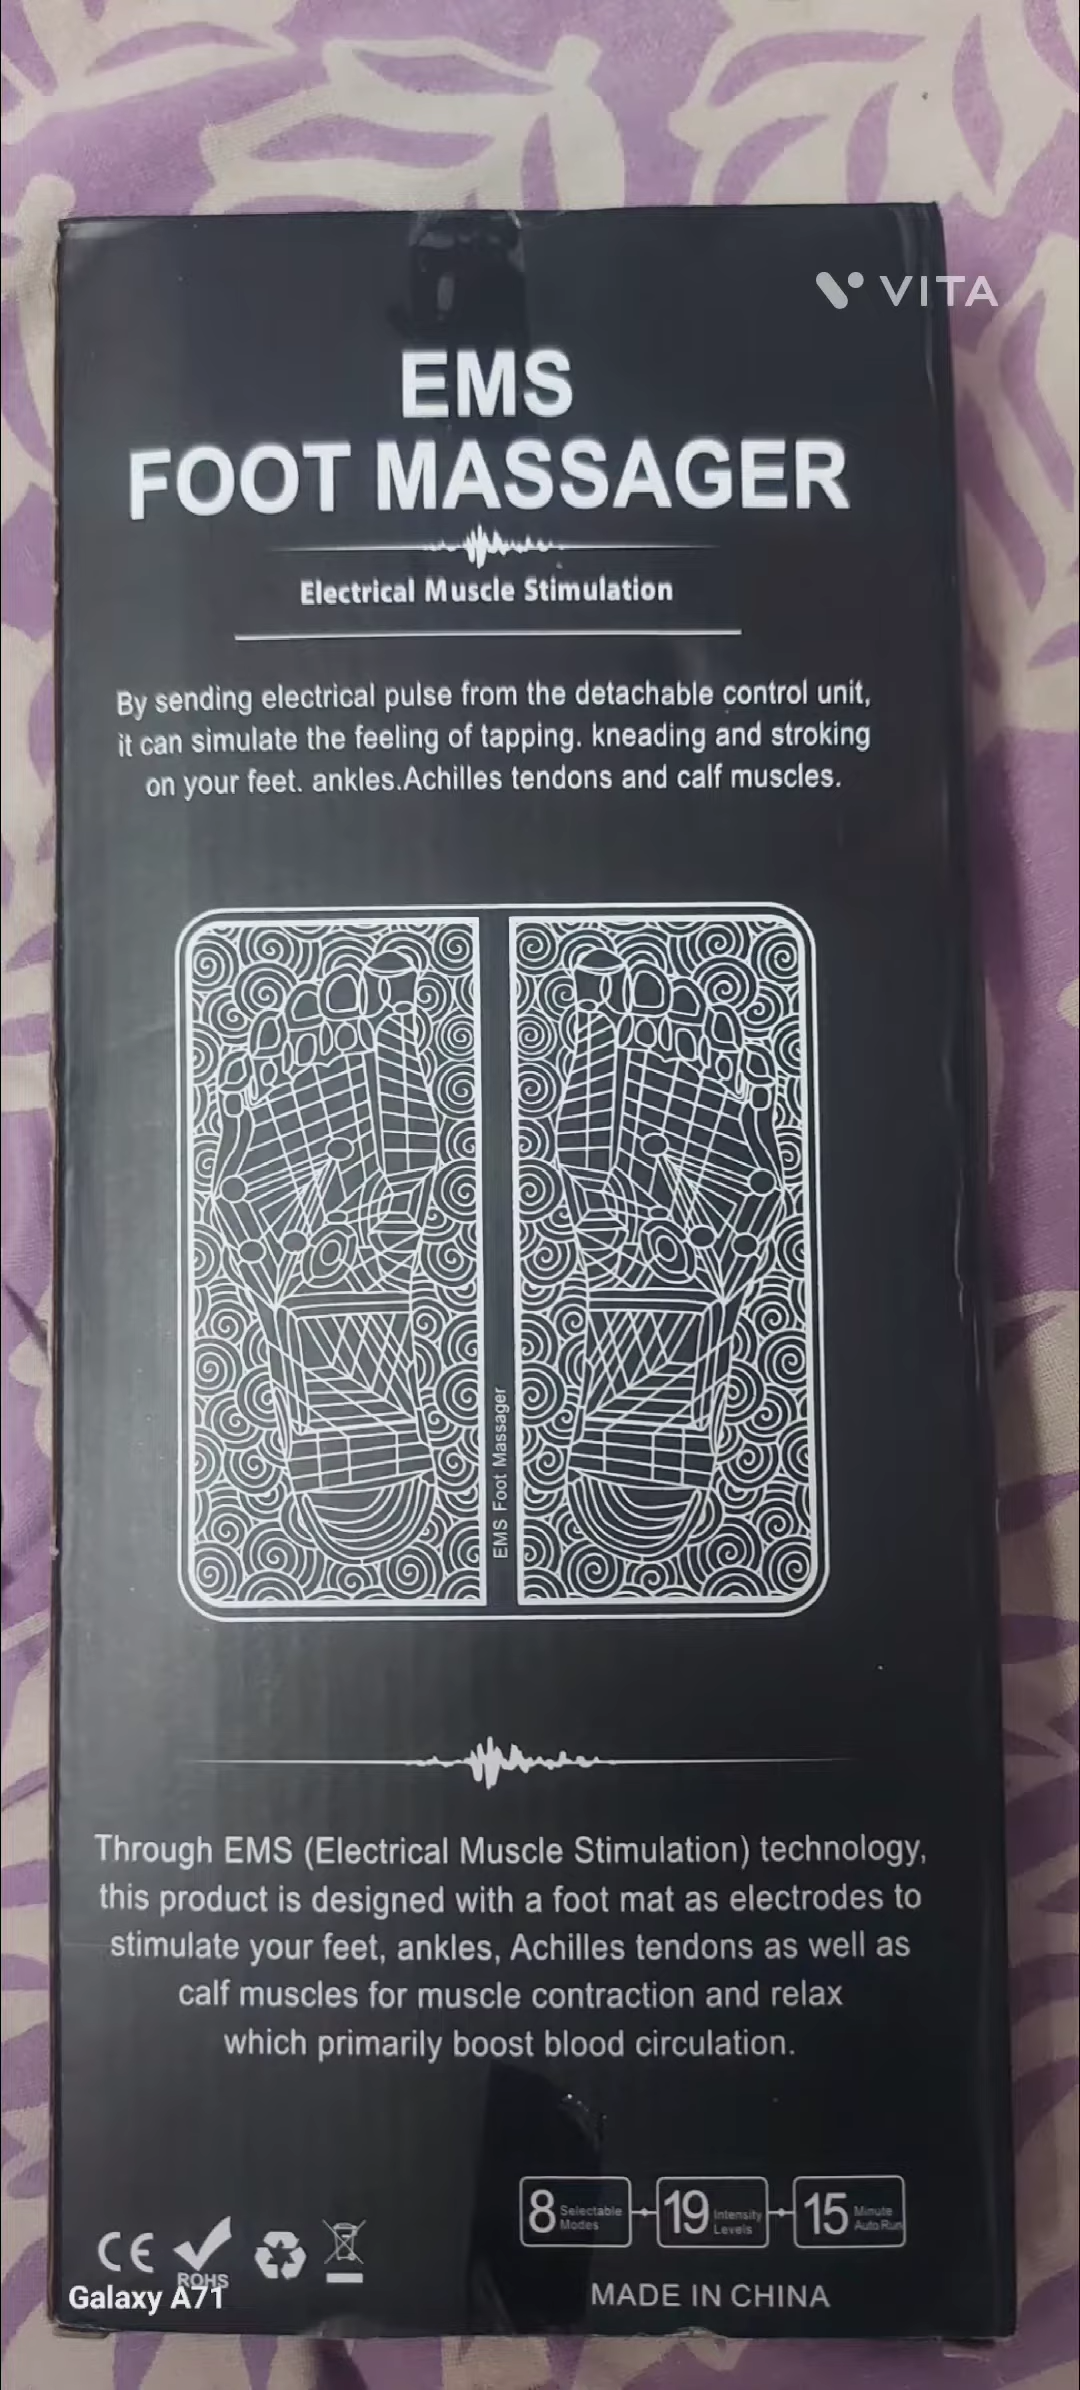 VITA
EMS
FOOT MASSAGER
Electrical Muscle Stimulation
By sending electrical pulse from the detachable control unit,
it can simulate the feeling of tapping. kneading and stroking
on your feet. ankles.Achilles tendons and calf muscles.
EMS Foot Massager
Through EMS (Electrical Muscle Stimulation) technology,
this product is designed with a foot mat as electrodes to
stimulate your feet, ankles, Achilles tendons as well as
calf muscles for muscle contraction and relax
which primarily boost blood circulation.
8 Selectable
Modes
19 Intensity
Levels
15 Minute
Auto Run
CE
ROHS
Galaxy A71
MADE IN CHINA